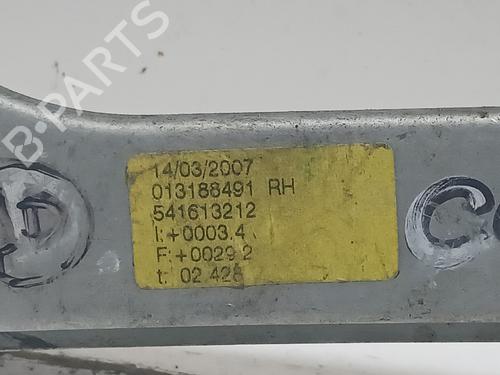 B-PARTS
14/03/2007
013188491 RH
541613212
I:+0003.4
F:+0029.2
t: 02.428